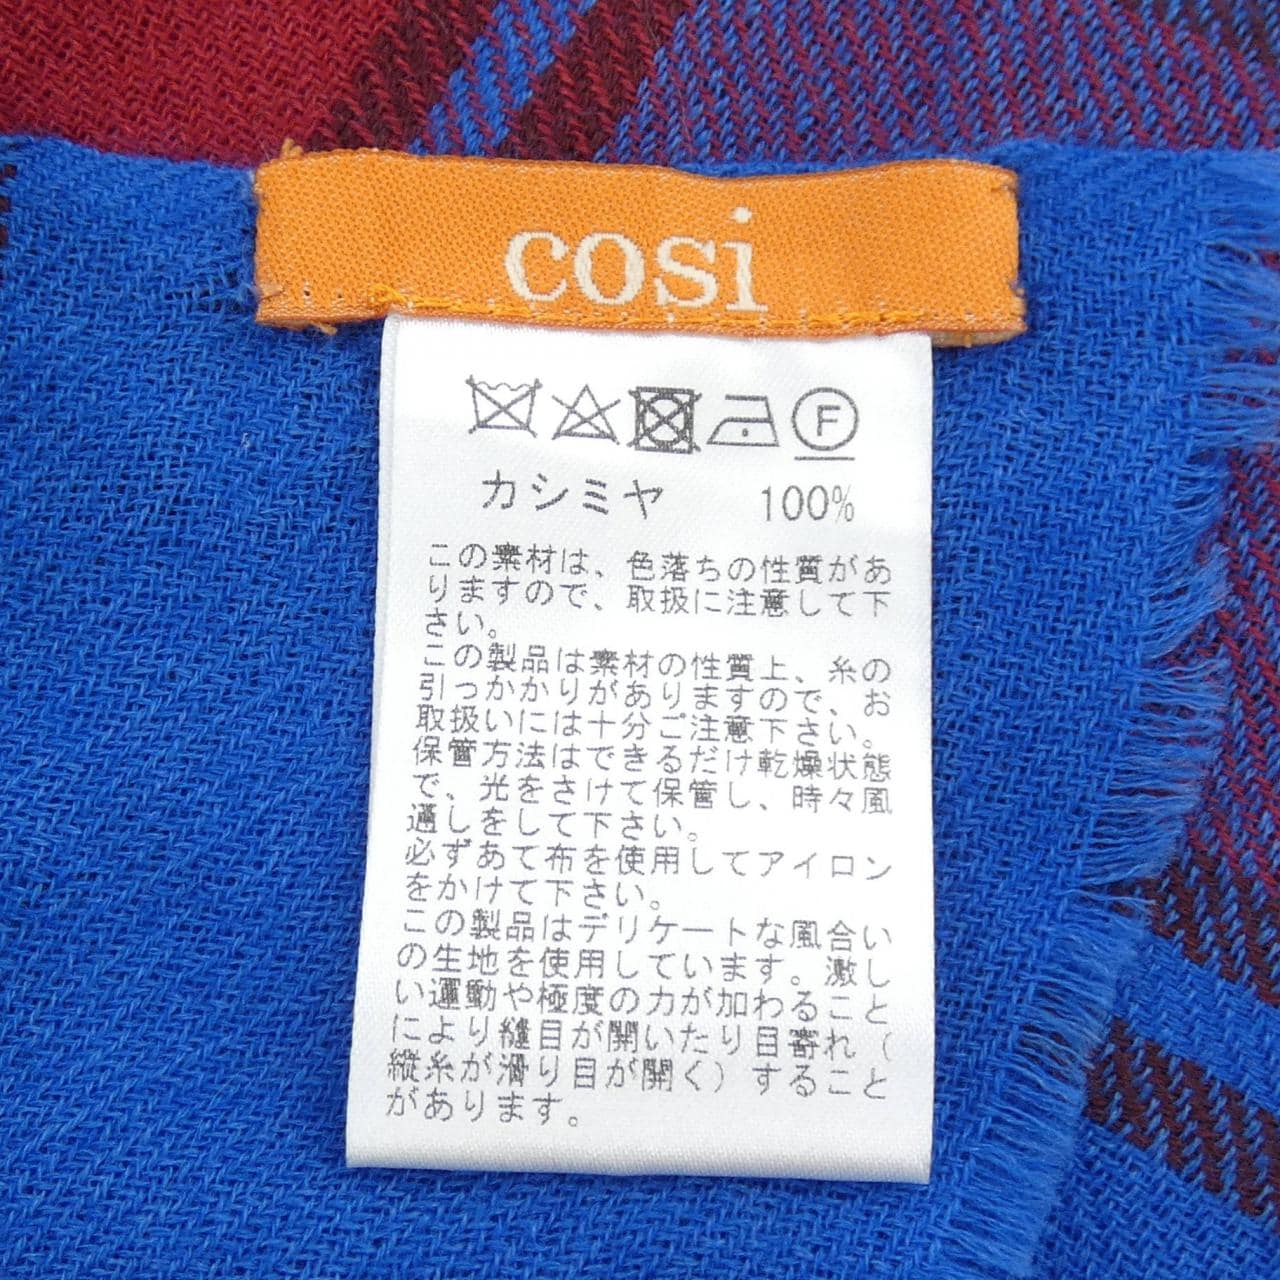 cosi
F
カシミヤ 100%
この素材は、色落ちの性質があ
りますので、取扱に注意して下
さい。
この製品は素材の性質上、糸の
引っかかりがありますので、お
取扱いには十分ご注意下さい。
保管方法はできるだけ乾燥状態
で、光をさけて保管し、時々風
通しをして下さい。
必ずあて布を使用してアイロン
をかけて下さい。
この製品はデリケートな風合い
の生地を使用しています。激し
い運動や極度の力が加わること
により縫目が開いたり目寄れ（
縦糸が滑り目が開く）すること
があります。